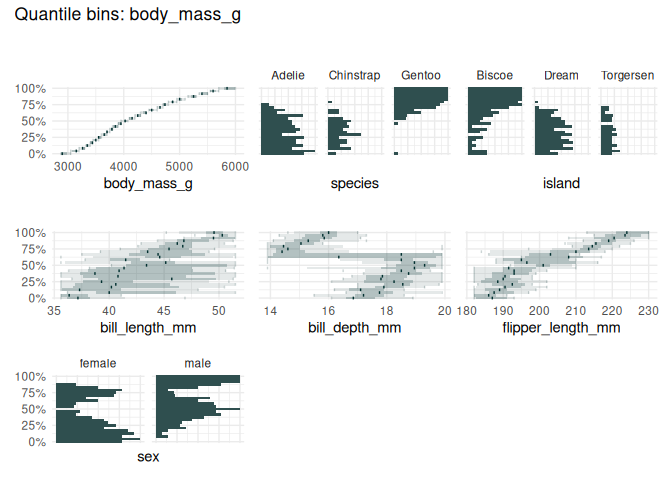 Quantile bins: body_mass_g
Adelie Chinstrap Gentoo Biscoe Dream Torgersen
100%
75%
50%
25%
0%
3000 4000 5000 6000
body_mass_g species island
100%
75%
50%
25%
0%
35 40 45 50 14 16 18 20 180 190 200 210 220 230
bill_length_mm bill_depth_mm flipper_length_mm
female male
100%
75%
50%
25%
0%
sex